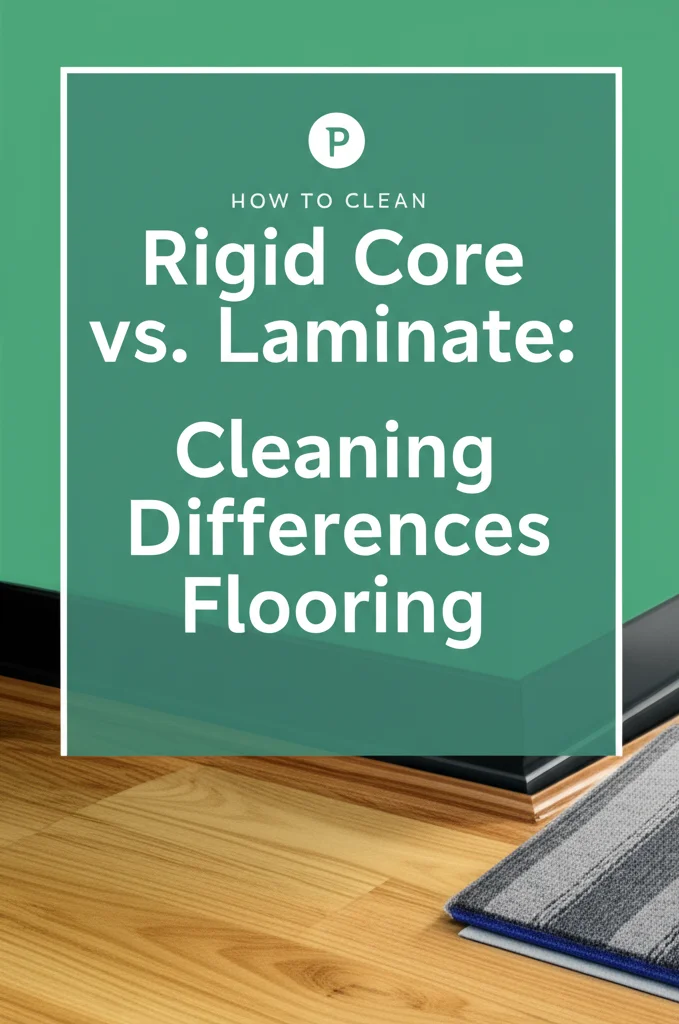 P
HOW TO CLEAN
Rigid Core
vs. Laminate:
Cleaning
Differences
Flooring